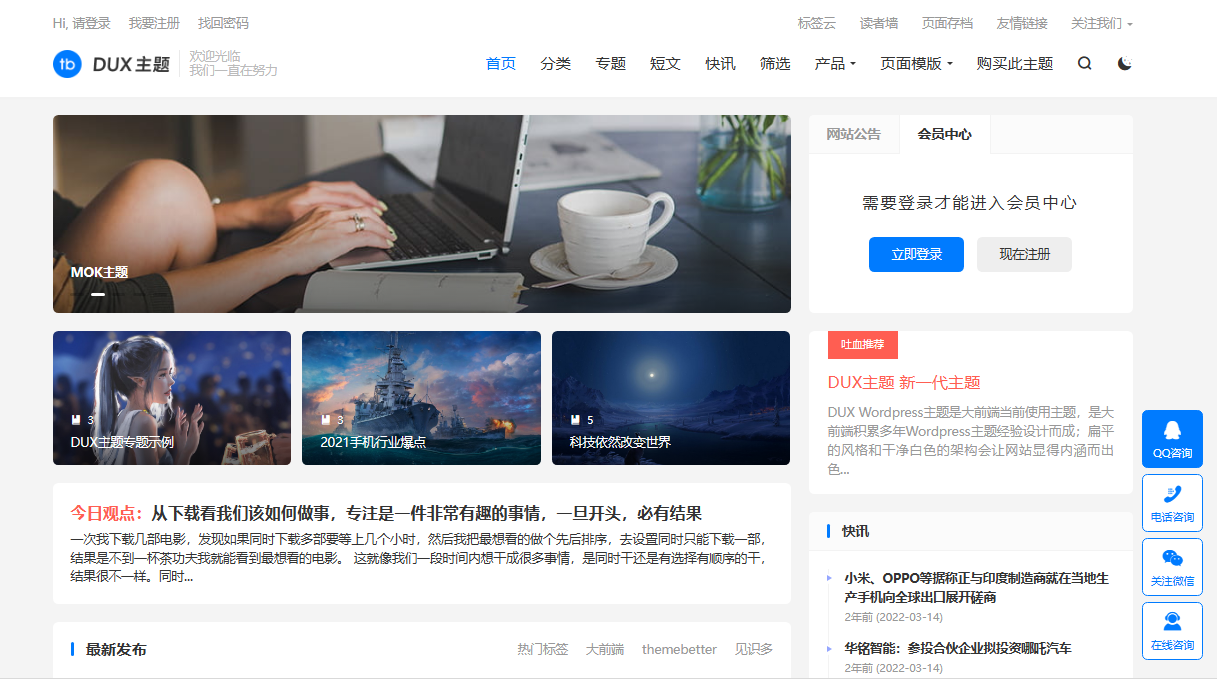 Hi, 请登录 我要注册 找回密码 标签云 读者墙 页面存档 友情链接 关注我们
tb DUX 主题 欢迎光临
我们一直在努力
首页 分类 专题 短文 快讯 筛选 产品 页面模版 购买此主题
MOK主题
网站公告 会员中心
需要登录才能进入会员中心
立即登录 现在注册
3
DUX主题专题示例
3
2021手机行业爆点
5
科技依然改变世界
吐血推荐
DUX主题 新一代主题
DUX Wordpress主题是大前端当前使用主题，是大
前端积累多年Wordpress主题经验设计而成；扁平
的风格和干净白色的架构会让网站显得内涵而出
色...
今日观点：从下载看我们该如何做事，专注是一件非常有趣的事情，一旦开头，必有结果
一次我下载几部电影，发现如果同时下载多部要等上几个小时，然后我把最想看的做个先后排序，去设置同时只能下载一部，
结果是不到一杯茶功夫我就能看到最想看的电影。 这就像我们一段时间内想干成很多事情，是同时干还是有选择有顺序的干，
结果很不一样。同时...
快讯
小米、OPPO等据称正与印度制造商就在当地生
产手机向全球出口展开磋商
2年前 (2022-03-14)
华铭智能：参投合伙企业拟投资哪吒汽车
2年前 (2022-03-14)
最新发布 热门标签 大前端 themebetter 见识多
QQ咨询
电话咨询
关注微信
在线咨询